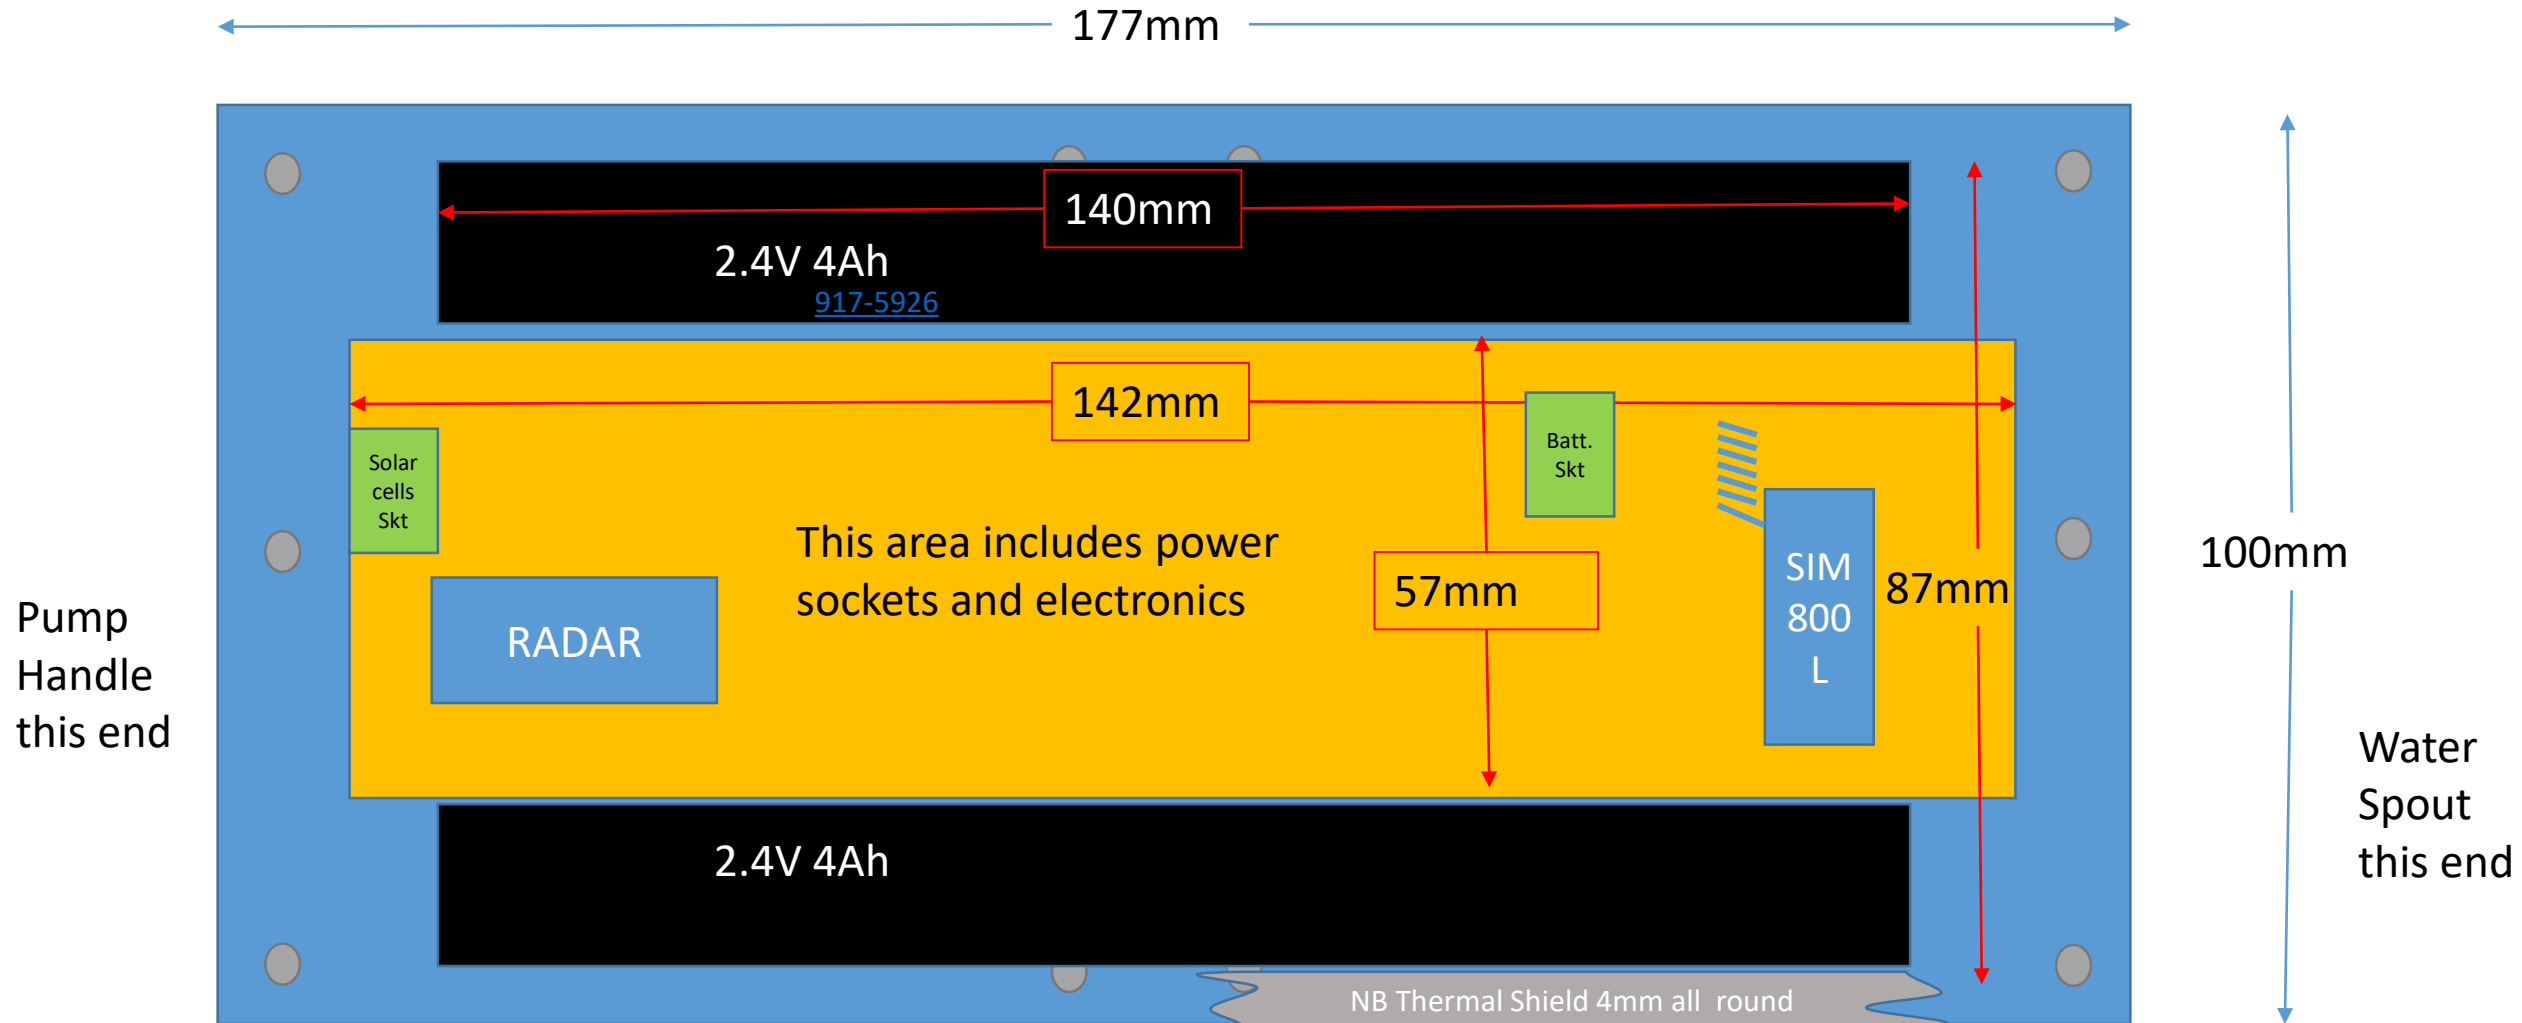 177mm
140mm
2.4V 4Ah
917-5926
142mm
Solar
cells
Skt
Batt.
Skt
This area includes power
sockets and electronics
57mm
SIM
800
L
87mm
100mm
RADAR
Pump
Handle
this end
Water
Spout
this end
2.4V 4Ah
NB Thermal Shield 4mm all  round